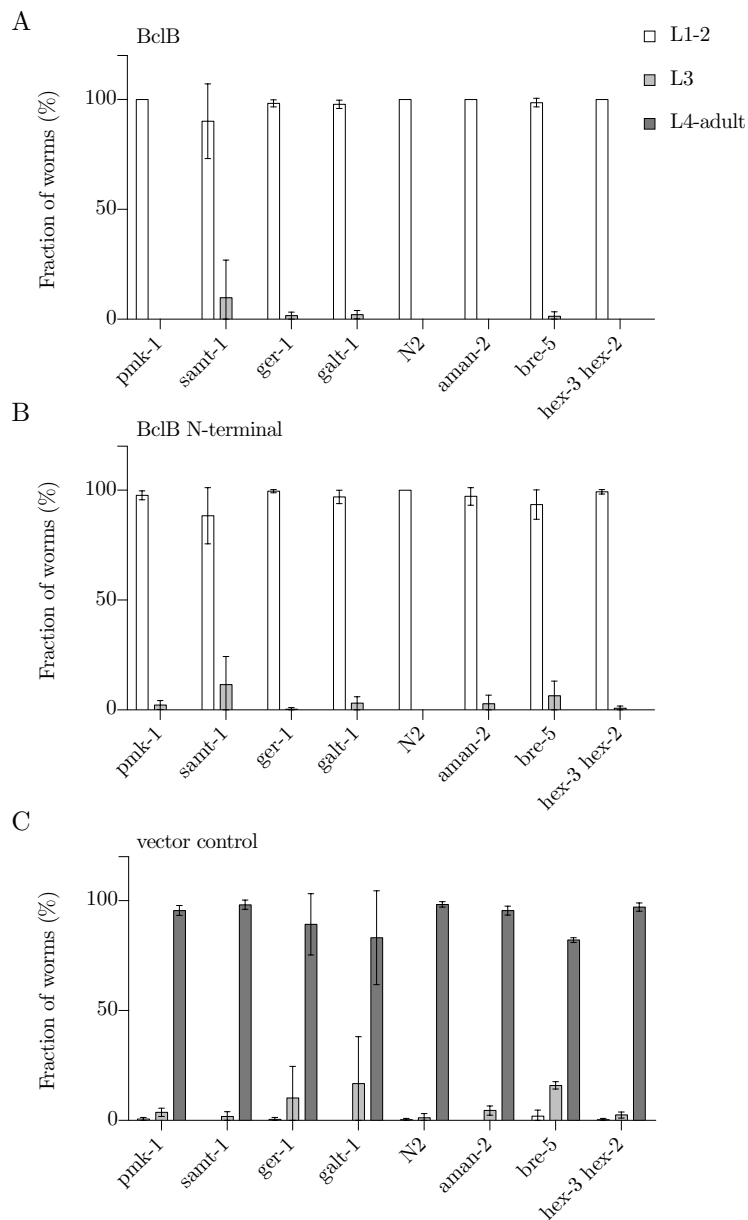 A
BclB
L1-2
L3
L4-adult
Fraction of worms (%)
100
50
0
pmk-1
samt-1
ger-1
galt-1
N2
aman-2
bre-5
hex-3 hex-2
B
BclB N-terminal
Fraction of worms (%)
100
50
0
pmk-1
samt-1
ger-1
galt-1
N2
aman-2
bre-5
hex-3 hex-2
C
vector control
Fraction of worms (%)
100
50
0
pmk-1
samt-1
ger-1
galt-1
N2
aman-2
bre-5
hex-3 hex-2